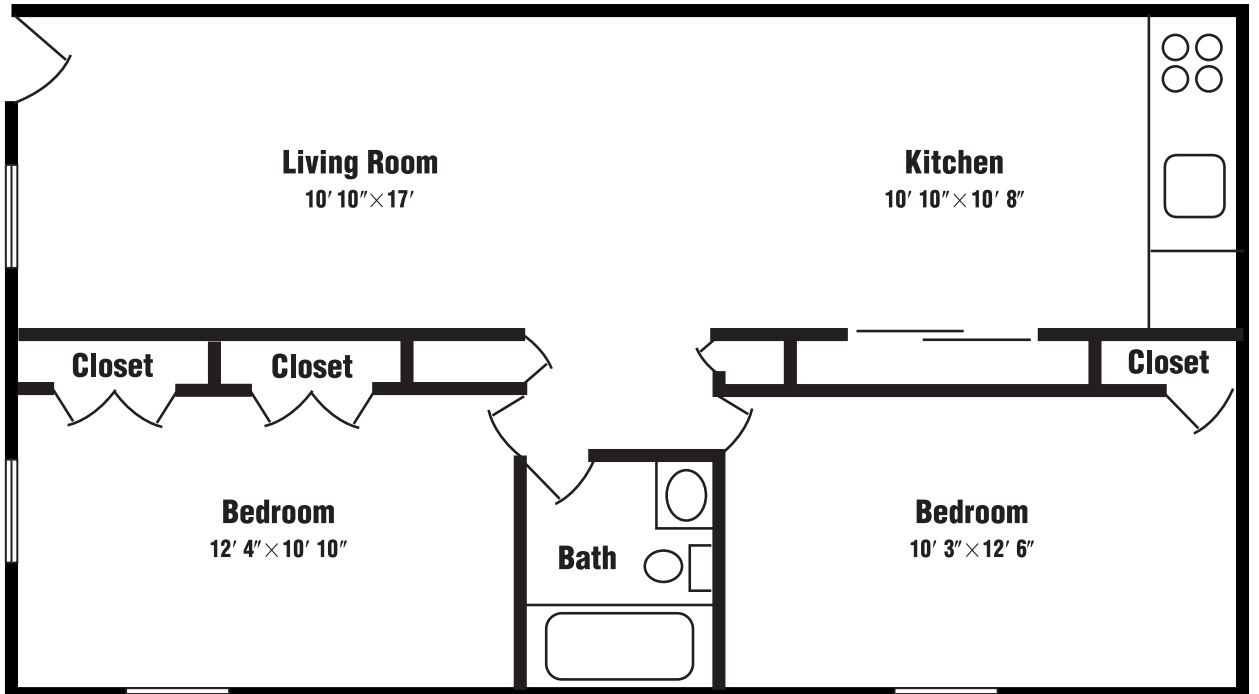 Living Room
10′ 10″×17′
Kitchen
10′ 10″×10′ 8″
Closet
Closet
Closet
Bedroom
12′ 4″×10′ 10″
Bath
Bedroom
10′ 3″×12′ 6″